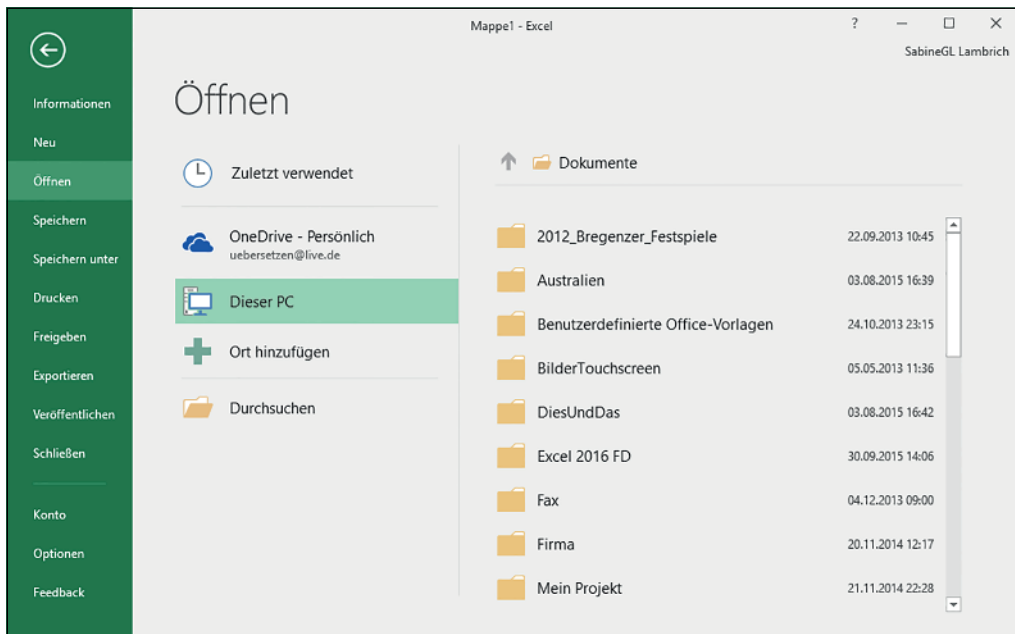 Mappe1 - Excel
?
SabineGL Lambrich
Informationen
Neu
Öffnen
Speichern
Speichern unter
Drucken
Freigeben
Exportieren
Veröffentlichen
Schließen
Konto
Optionen
Feedback
Öffnen
Zuletzt verwendet
OneDrive - Persönlich
uebersetzen@live.de
Dieser PC
Ort hinzufügen
Durchsuchen
Dokumente
2012_Bregenzer_Festspiele 22.09.2013 10:45
Australien 03.08.2015 16:39
Benutzerdefinierte Office-Vorlagen 24.10.2013 23:15
BilderTouchscreen 05.05.2013 11:36
DiesUndDas 03.08.2015 16:42
Excel 2016 FD 30.09.2015 14:06
Fax 04.12.2013 09:00
Firma 20.11.2014 12:17
Mein Projekt 21.11.2014 22:28